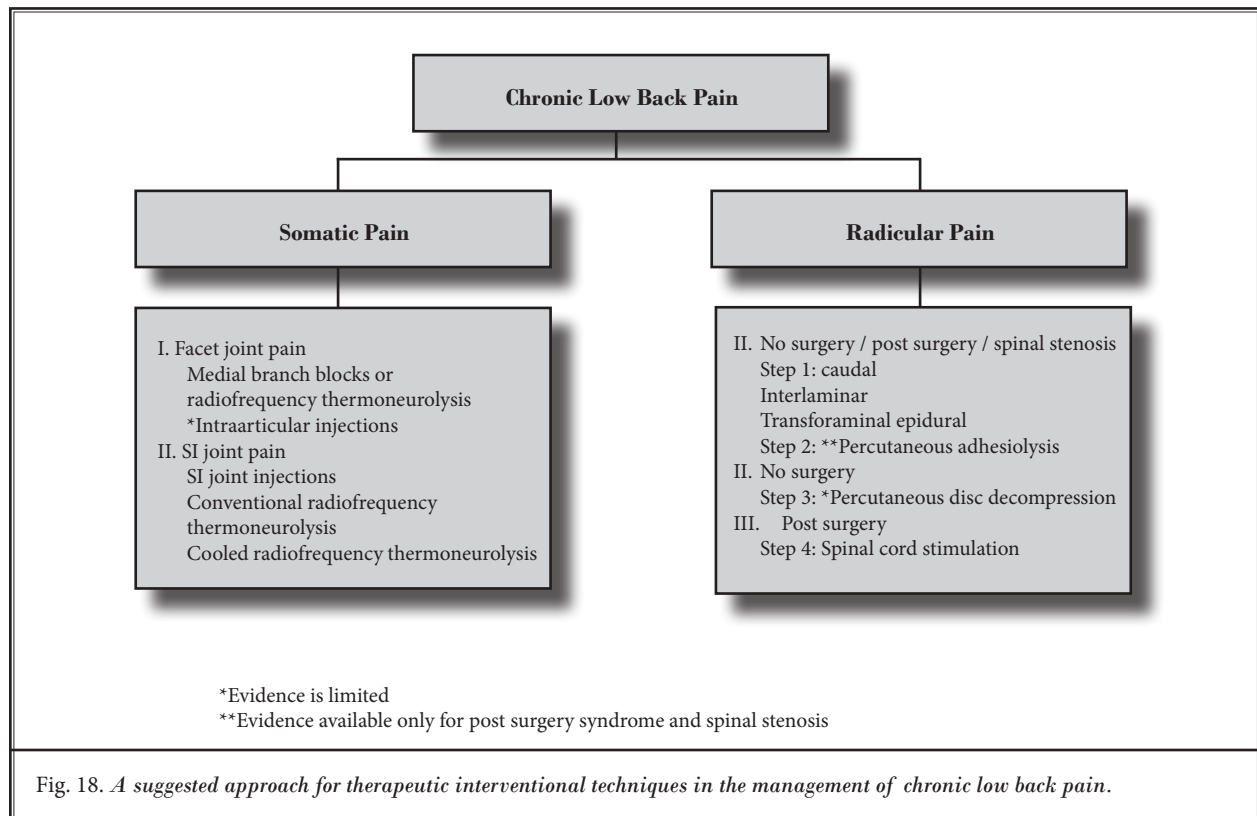 Chronic Low Back Pain
Somatic Pain
I. Facet joint pain
Medial branch blocks or
radiofrequency thermoneurolysis
*Intraarticular injections
II. SI joint pain
SI joint injections
Conventional radiofrequency
thermoneurolysis
Cooled radiofrequency thermoneurolysis
Radicular Pain
II. No surgery / post surgery / spinal stenosis
Step 1: caudal
Interlaminar
Transforaminal epidural
Step 2: **Percutaneous adhesiolysis
II. No surgery
Step 3: *Percutaneous disc decompression
III. Post surgery
Step 4: Spinal cord stimulation
*Evidence is limited
**Evidence available only for post surgery syndrome and spinal stenosis
Fig. 18. A suggested approach for therapeutic interventional techniques in the management of chronic low back pain.